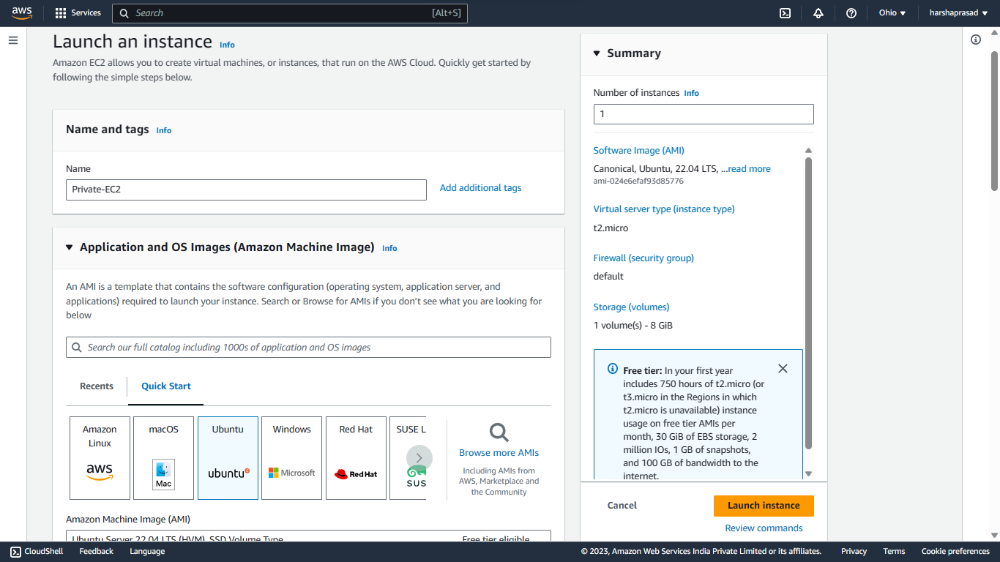 aws
Services
Search
[Alt+S]
Ohio
harshaprasad
Launch an instance Info
Amazon EC2 allows you to create virtual machines, or instances, that run on the AWS Cloud. Quickly get started by
following the simple steps below.
Name and tags Info
Name
Private-EC2
Add additional tags
Application and OS Images (Amazon Machine Image) Info
An AMI is a template that contains the software configuration (operating system, application server, and
applications) required to launch your instance. Search or Browse for AMIs if you don't see what you are looking for
below
Search our full catalog including 1000s of application and OS images
Recents
Quick Start
Amazon
Linux
aws
macOS
Mac
Ubuntu
ubuntu
Windows
Microsoft
Red Hat
Red Hat
SUSE L
SUS
Browse more AMIs
Including AMIs from
AWS, Marketplace and
the Community
Amazon Machine Image (AMI)
Ubuntu Server 22.04 LTS (HVM), SSD Volume Type
Free tier eligible
Summary
Number of instances Info
1
Software Image (AMI)
Canonical, Ubuntu, 22.04 LTS, ...read more
ami-024e6efaf93d85776
Virtual server type (instance type)
t2.micro
Firewall (security group)
default
Storage (volumes)
1 volume(s) - 8 GiB
Free tier: In your first year
includes 750 hours of t2.micro (or
t3.micro in the Regions in which
t2.micro is unavailable) instance
usage on free tier AMIs per
month, 30 GiB of EBS storage, 2
million IOs, 1 GB of snapshots,
and 100 GB of bandwidth to the
internet.
Cancel
Launch instance
Review commands
CloudShell
Feedback
Language
© 2023, Amazon Web Services India Private Limited or its affiliates.
Privacy
Terms
Cookie preferences